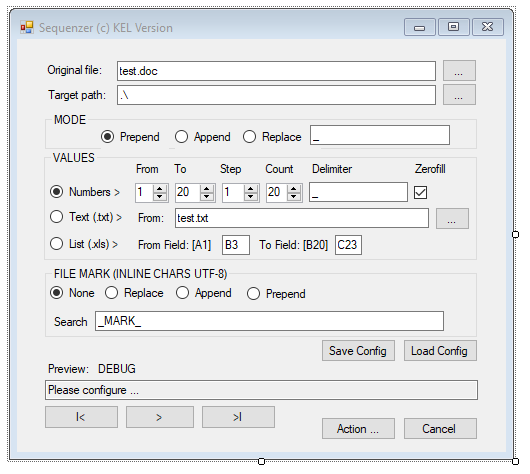 Sequenzer (c) KEL Version
Original file: test.doc ...
Target path: .\ ...
MODE
Prepend Append Replace _
VALUES
From To Step Count Delimiter Zerofill
Numbers > 1 20 1 20 _
Text (.txt) > From: test.txt ...
List (.xls) > From Field: [A1] B3 To Field: [B20] C23
FILE MARK (INLINE CHARS UTF-8)
None Replace Append Prepend
Search _MARK_
Save Config Load Config
Preview: DEBUG
Please configure ...
I< > >I
Action ... Cancel